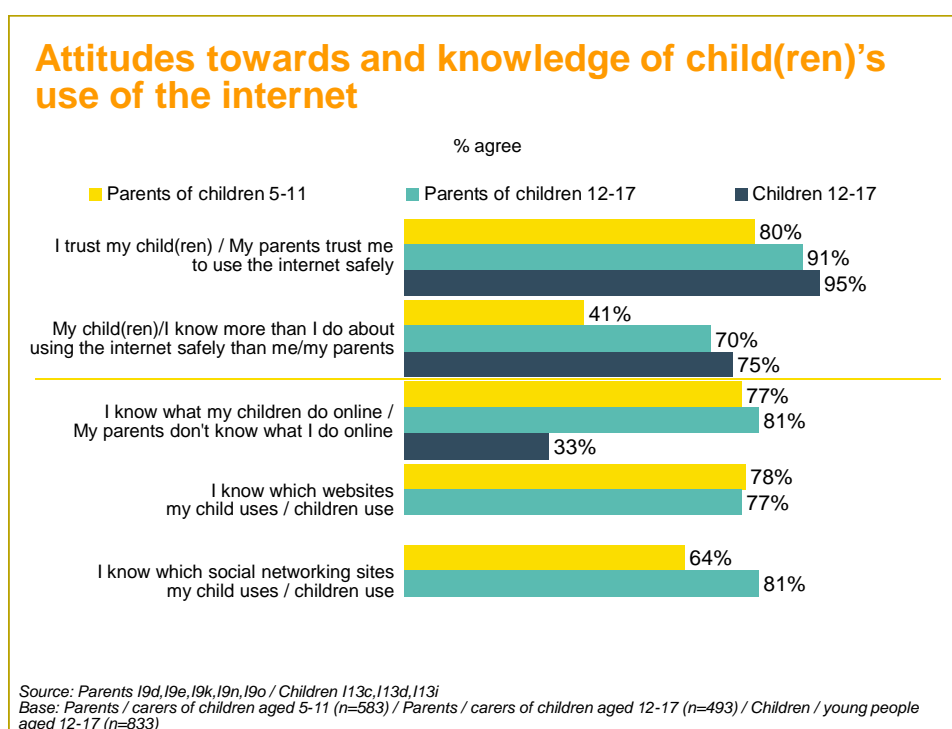 Attitudes towards and knowledge of child(ren)'s
use of the internet
% agree
Parents of children 5-11
Parents of children 12-17
Children 12-17
I trust my child(ren) / My parents trust me
to use the internet safely
80%
91%
95%
My child(ren)/I know more than I do about
using the internet safely than me/my parents
41%
70%
75%
I know what my children do online /
My parents don't know what I do online
77%
81%
33%
I know which websites
my child uses / children use
78%
77%
I know which social networking sites
my child uses / children use
64%
81%
Source: Parents I9d,I9e,I9k,I9n,I9o / Children I13c,I13d,I13i
Base: Parents / carers of children aged 5-11 (n=583) / Parents / carers of children aged 12-17 (n=493) / Children / young people
aged 12-17 (n=833)